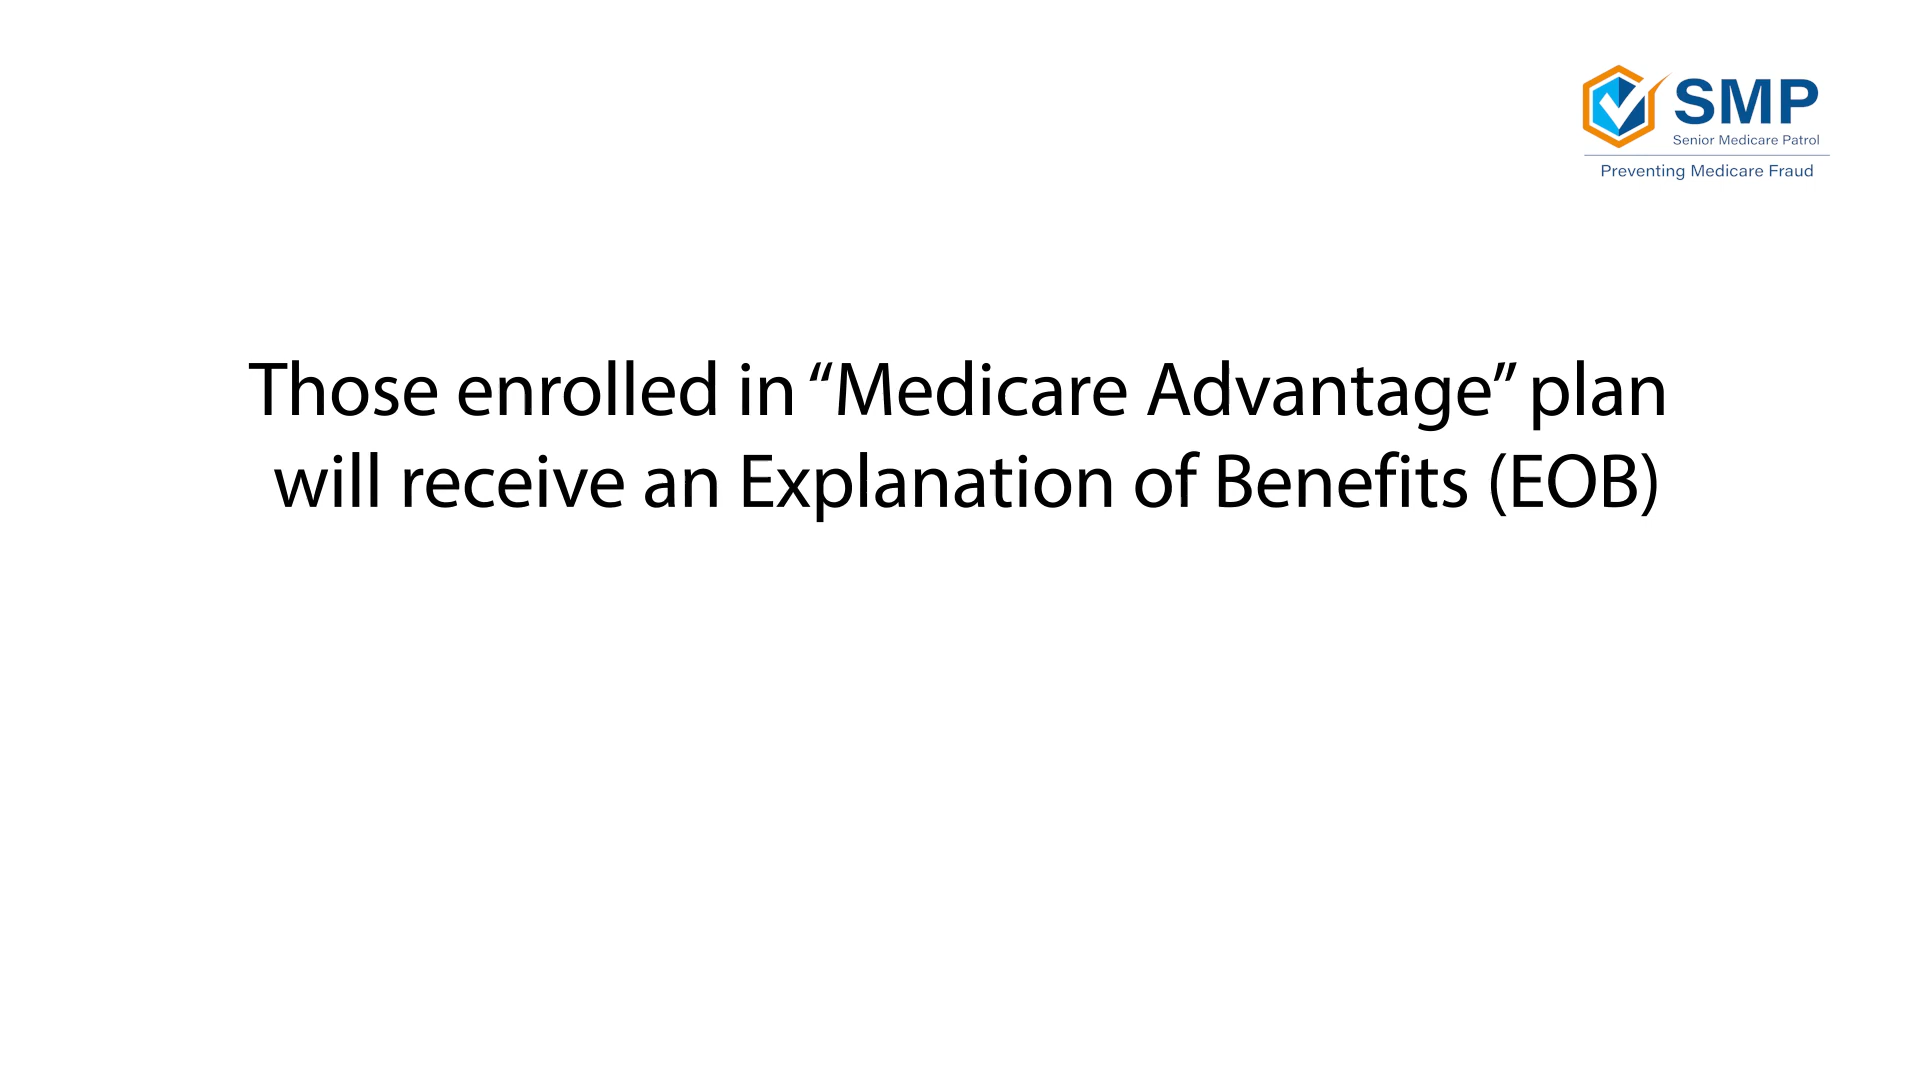 SMP
Senior Medicare Patrol
Preventing Medicare Fraud
Those enrolled in “Medicare Advantage” plan
will receive an Explanation of Benefits (EOB)